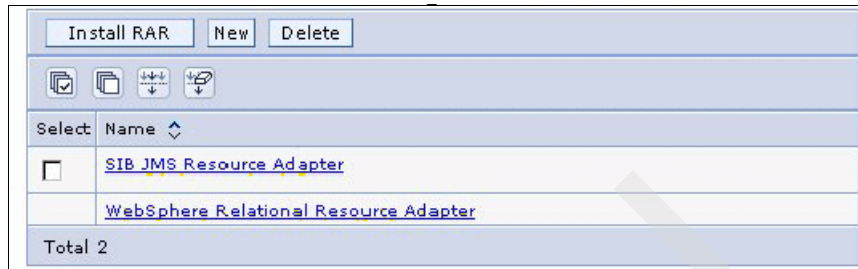 Install RAR New Delete
Select Name
SIB JMS Resource Adapter
WebSphere Relational Resource Adapter
Total 2